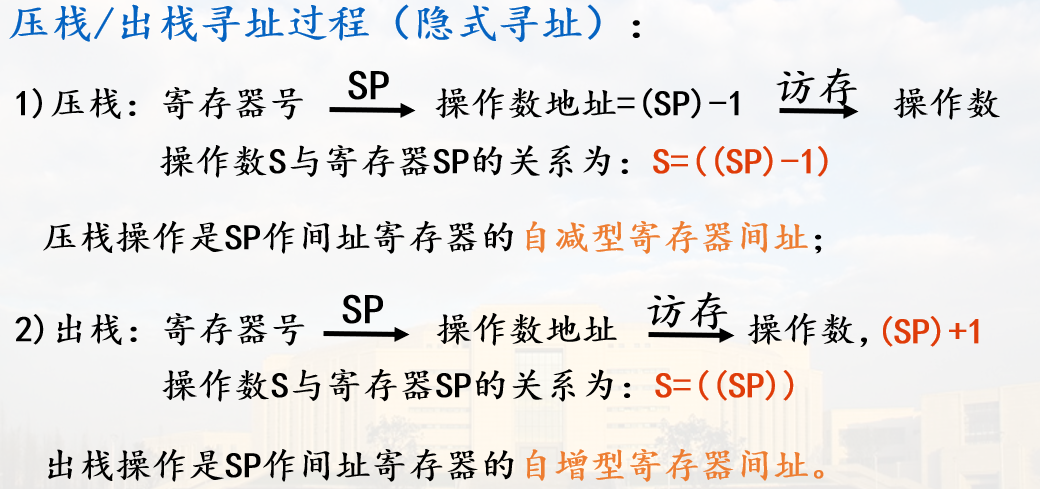 压栈/出栈寻址过程（隐式寻址）：
1)压栈：寄存器号 SP 操作数地址=(SP)-1 访存 操作数
操作数S与寄存器SP的关系为：S=((SP)-1)
压栈操作是SP作间址寄存器的自减型寄存器间址；
2)出栈：寄存器号 SP 操作数地址 访存 操作数,(SP)+1
操作数S与寄存器SP的关系为：S=((SP))
出栈操作是SP作间址寄存器的自增型寄存器间址。